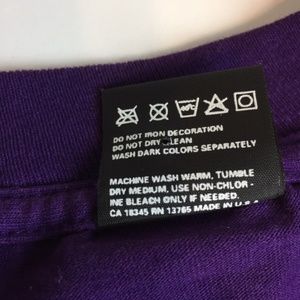 40°C
DO NOT IRON DECORATION
DO NOT DRY CLEAN
WASH DARK COLORS SEPARATELY
MACHINE WASH WARM, TUMBLE
DRY MEDIUM, USE NON-CHLOR -
INE BLEACH ONLY IF NEEDED.
CA 18345 RN 13765 MADE IN U.S.A.